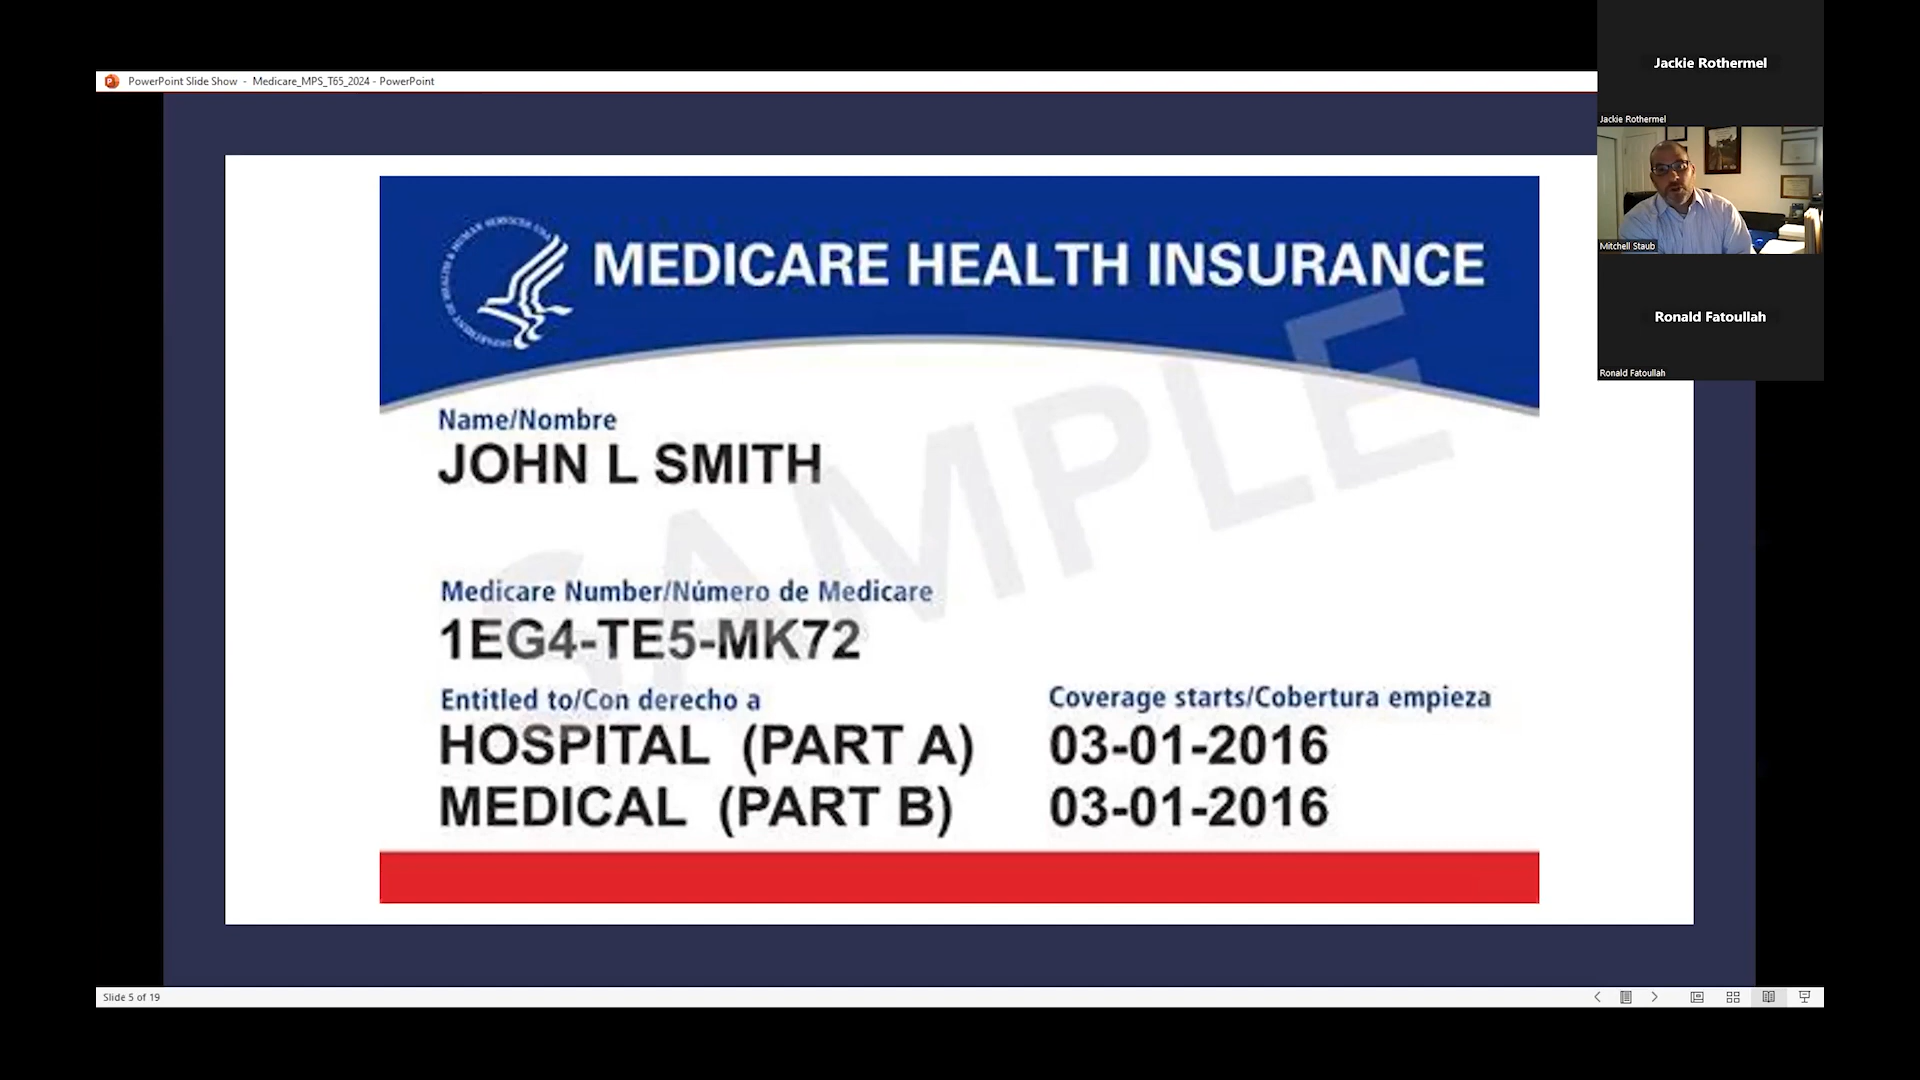 Jackie Rothermel
PowerPoint Slide Show - Medicare_MPS_T65_2024 - PowerPoint
Jackie Rothermel
Mitchell Staub
Ronald Fatoullah
Ronald Fatoullah
MEDICARE HEALTH INSURANCE
SAMPLE
Name/Nombre
JOHN L SMITH
Medicare Number/Número de Medicare
1EG4-TE5-MK72
Entitled to/Con derecho a
Coverage starts/Cobertura empieza
HOSPITAL (PART A) 03-01-2016
MEDICAL (PART B) 03-01-2016
Slide 5 of 19